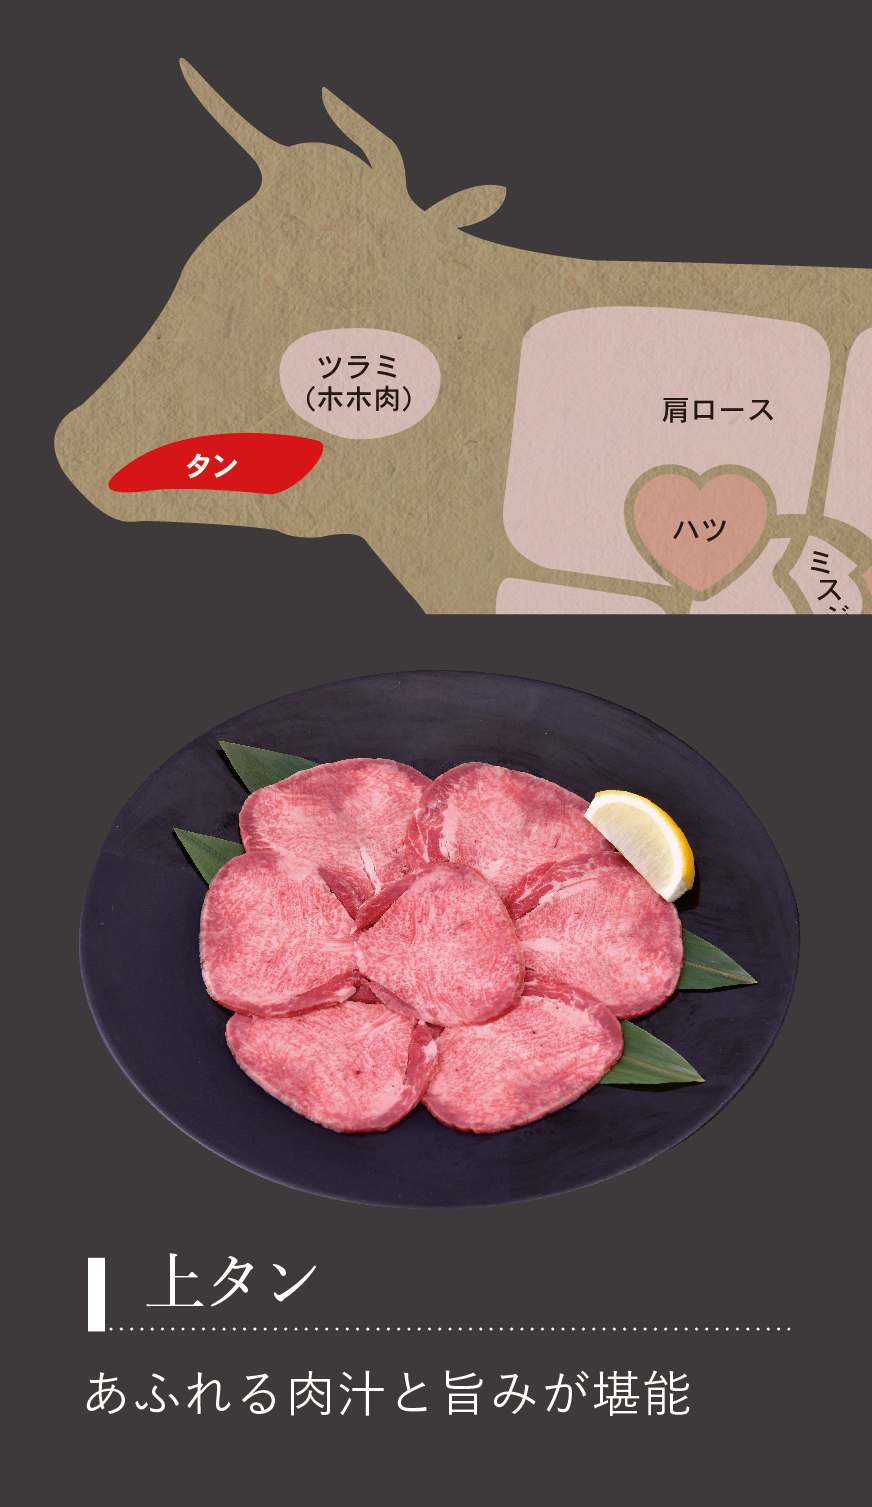 ツラミ
（ホホ肉）
肩ロース
タン
ハツ
ミスジ
上タン
あふれる肉汁と旨みが堪能